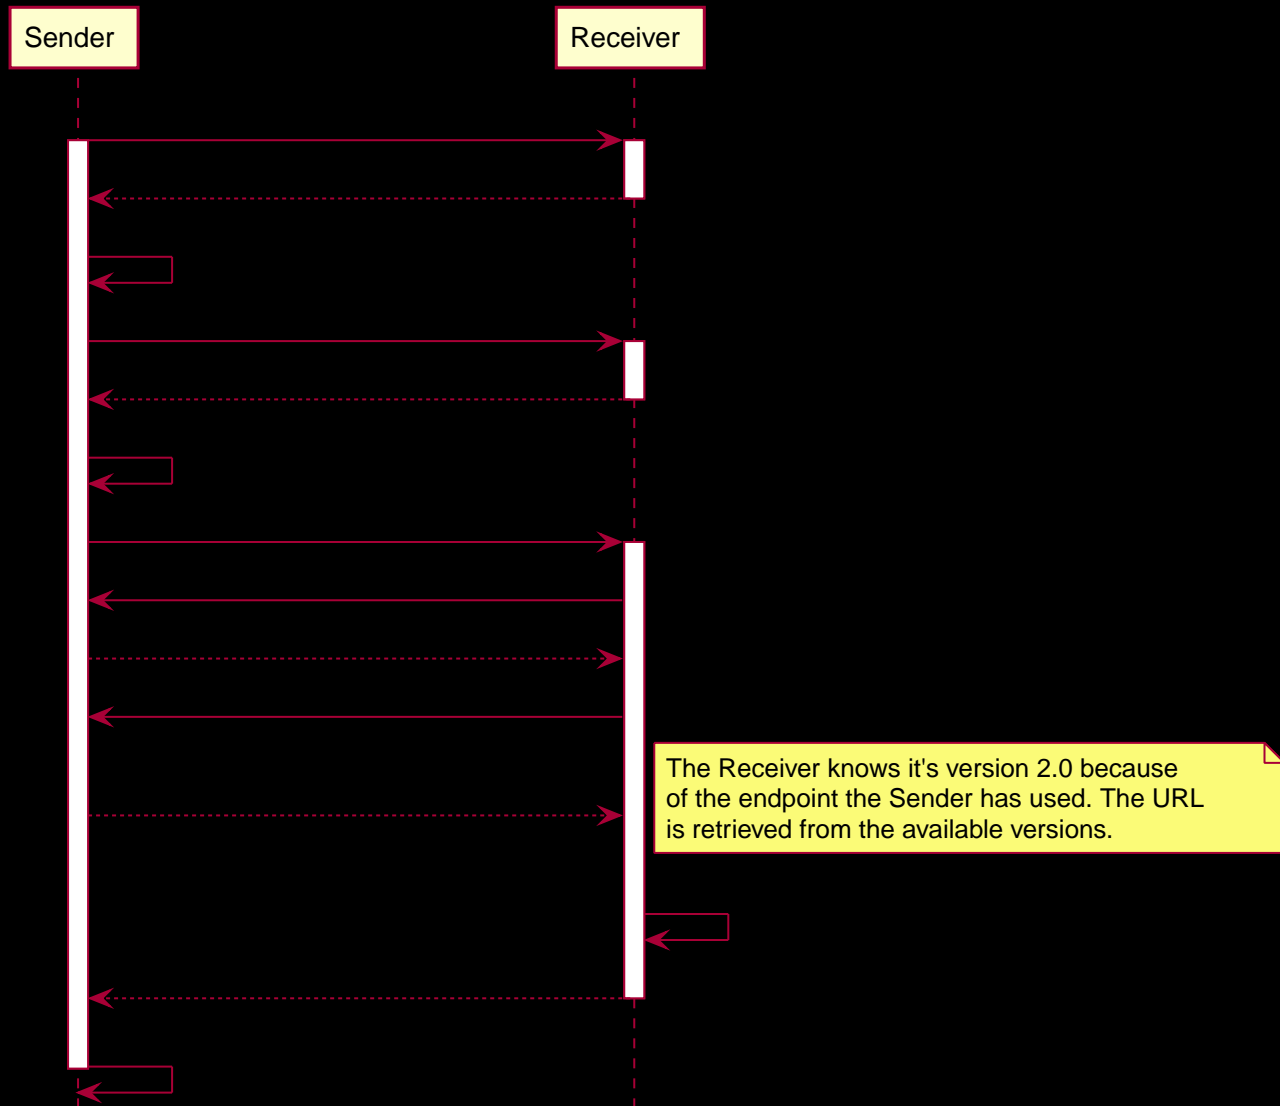 Sender
Receiver
The Receiver knows it's version 2.0 because
of the endpoint the Sender has used. The URL
is retrieved from the available versions.